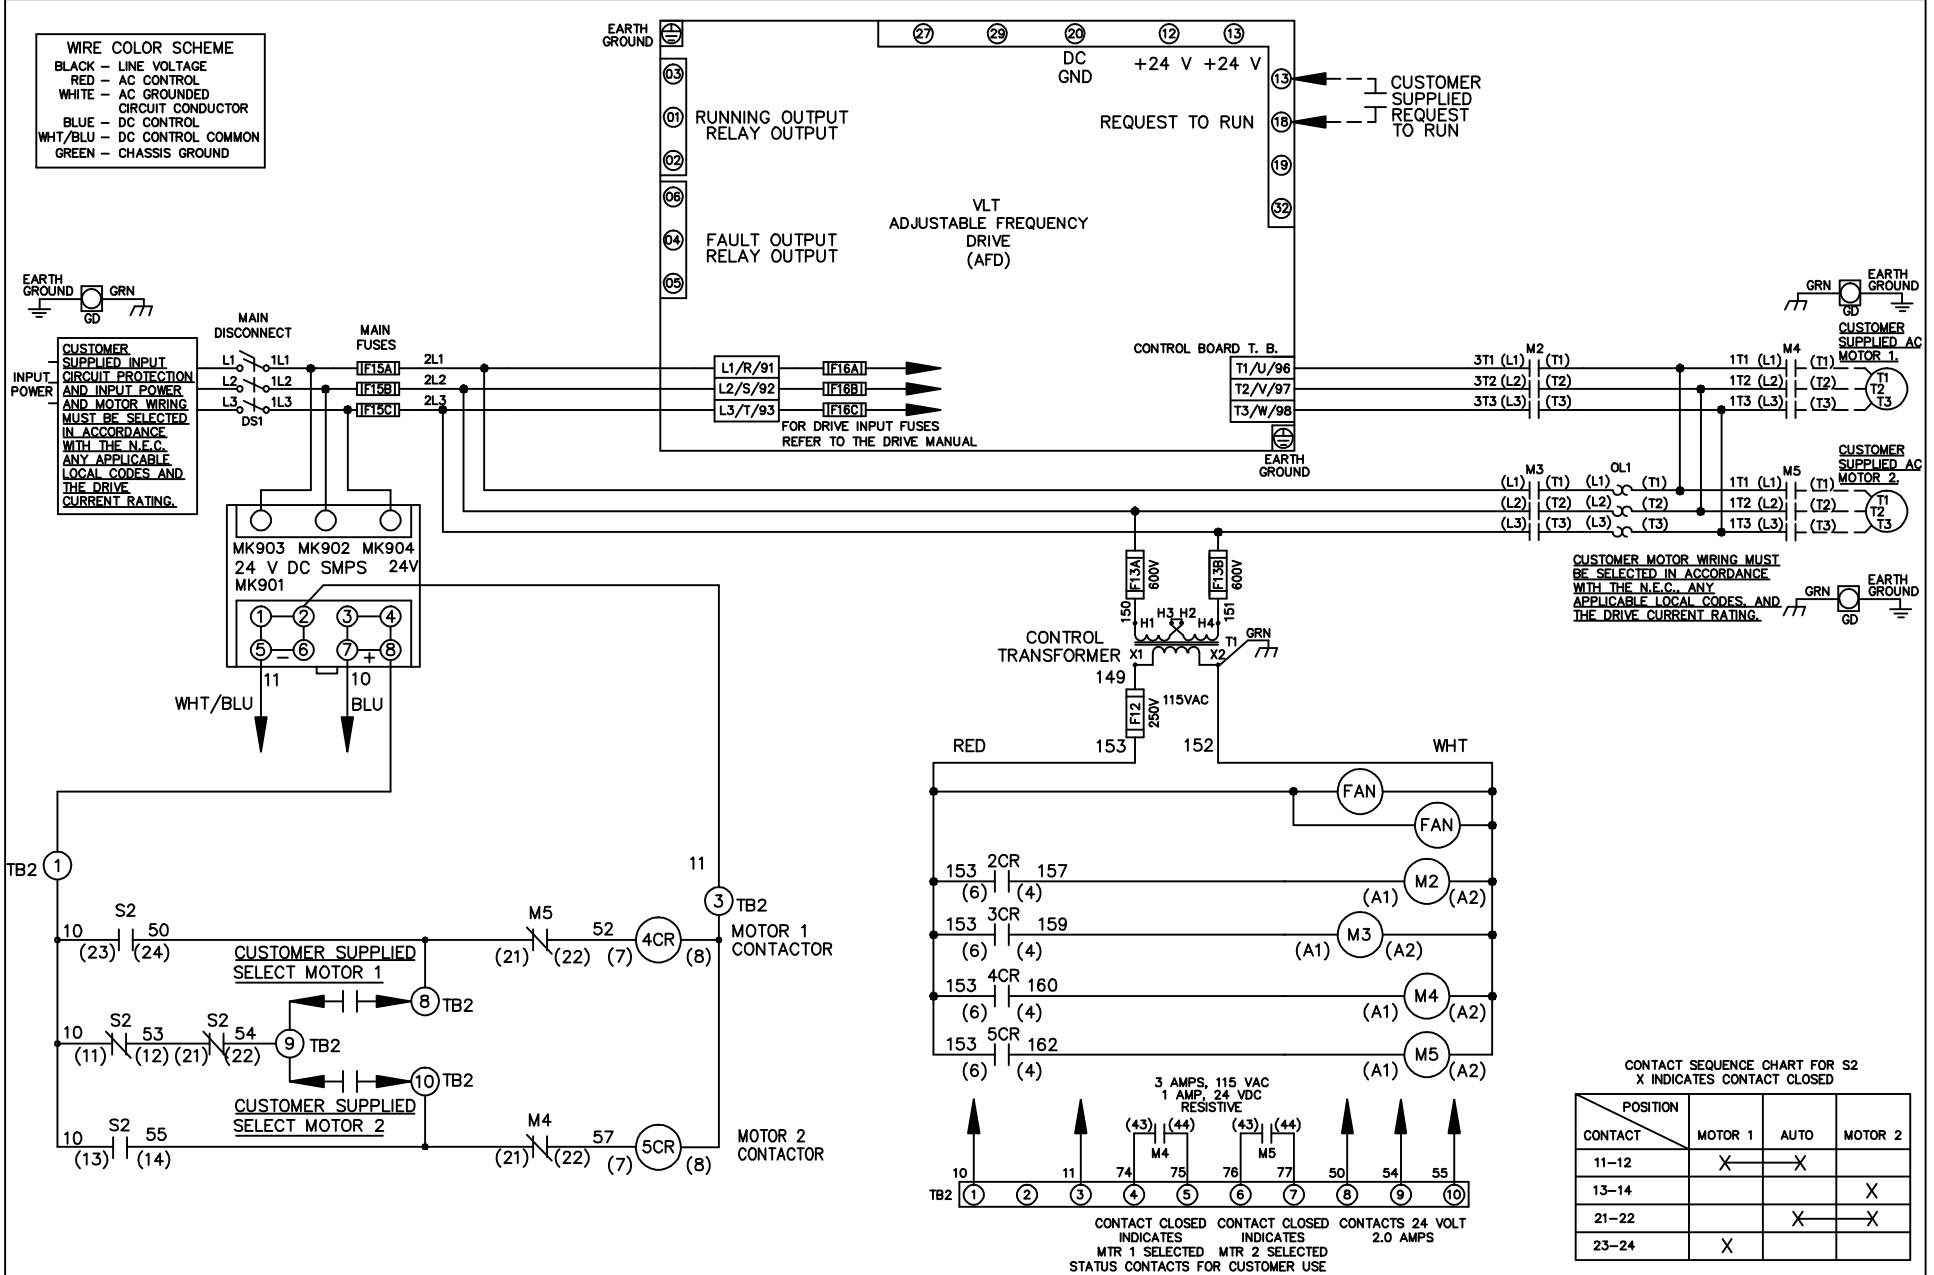 WIRE COLOR SCHEME
BLACK – LINE VOLTAGE
RED – AC CONTROL
WHITE – AC GROUNDED
CIRCUIT CONDUCTOR
BLUE – DC CONTROL
WHT/BLU – DC CONTROL COMMON
GREEN – CHASSIS GROUND
EARTH
GROUND
03
01
02
RUNNING OUTPUT
RELAY OUTPUT
06
04
05
FAULT OUTPUT
RELAY OUTPUT
27 29 20 12 13
DC
GND
+24 V +24 V
13
18
19
32
REQUEST TO RUN
CUSTOMER
SUPPLIED
REQUEST
TO RUN
VLT
ADJUSTABLE FREQUENCY
DRIVE
(AFD)
EARTH
GROUND
GRN
GD
INPUT
POWER
CUSTOMER
SUPPLIED INPUT
CIRCUIT PROTECTION
AND INPUT POWER
AND MOTOR WIRING
MUST BE SELECTED
IN ACCORDANCE
WITH THE N.E.C.
ANY APPLICABLE
LOCAL CODES AND
THE DRIVE
CURRENT RATING.
MAIN
DISCONNECT
L1 1L1
L2 1L2
L3 1L3
DS1
MAIN
FUSES
F15A 2L1
F15B 2L2
F15C 2L3
L1/R/91 F16A
L2/S/92 F16B
L3/T/93 F16C
FOR DRIVE INPUT FUSES
REFER TO THE DRIVE MANUAL
CONTROL BOARD T. B.
T1/U/96
T2/V/97
T3/W/98
EARTH
GROUND
M2
3T1 (L1) (T1)
3T2 (L2) (T2)
3T3 (L3) (T3)
M4
1T1 (L1) (T1)
1T2 (L2) (T2)
1T3 (L3) (T3)
GRN
GD
EARTH
GROUND
CUSTOMER
SUPPLIED AC
MOTOR 1.
T1
T2
T3
M3
(L1) (T1)
(L2) (T2)
(L3) (T3)
OL1
(L1) (T1)
(L2) (T2)
(L3) (T3)
M5
1T1 (L1) (T1)
1T2 (L2) (T2)
1T3 (L3) (T3)
CUSTOMER
SUPPLIED AC
MOTOR 2.
T1
T2
T3
CUSTOMER MOTOR WIRING MUST
BE SELECTED IN ACCORDANCE
WITH THE N.E.C., ANY
APPLICABLE LOCAL CODES, AND
THE DRIVE CURRENT RATING.
GRN
GD
EARTH
GROUND
MK903 MK902 MK904
24 V DC SMPS 24V
MK901
1 2 3 4
5 – 6 7 + 8
11 10
WHT/BLU BLU
F13A 600V
F13B 600V
150 151
H1 H3 H2 H4
CONTROL
TRANSFORMER
X1 X2 T1
GRN
149
F12 250V
115VAC
153 152
RED WHT
FAN
FAN
153 2CR 157
(6) (4)
M2
(A1) (A2)
153 3CR 159
(6) (4)
M3
(A1) (A2)
153 4CR 160
(6) (4)
M4
(A1) (A2)
153 5CR 162
(6) (4)
M5
(A1) (A2)
TB2 1
11
3 TB2
10 S2 50
(23) (24)
M5
(21) (22)
52
(7) 4CR (8)
MOTOR 1
CONTACTOR
CUSTOMER SUPPLIED
SELECT MOTOR 1
8 TB2
10 S2 53 S2 54
(11) (12) (21) (22)
9 TB2
10 TB2
CUSTOMER SUPPLIED
SELECT MOTOR 2
10 S2 55
(13) (14)
M4
(21) (22)
57
(7) 5CR (8)
MOTOR 2
CONTACTOR
3 AMPS, 115 VAC
1 AMP, 24 VDC
RESISTIVE
(43) (44) (43) (44)
M4 M5
10 11 74 75 76 77 50 54 55
TB2 1 2 3 4 5 6 7 8 9 10
CONTACT CLOSED
INDICATES
MTR 1 SELECTED
CONTACT CLOSED
INDICATES
MTR 2 SELECTED
CONTACTS 24 VOLT
2.0 AMPS
STATUS CONTACTS FOR CUSTOMER USE
CONTACT SEQUENCE CHART FOR S2
X INDICATES CONTACT CLOSED
POSITION
CONTACT MOTOR 1 AUTO MOTOR 2
11–12 X X
13–14 X
21–22 X X
23–24 X